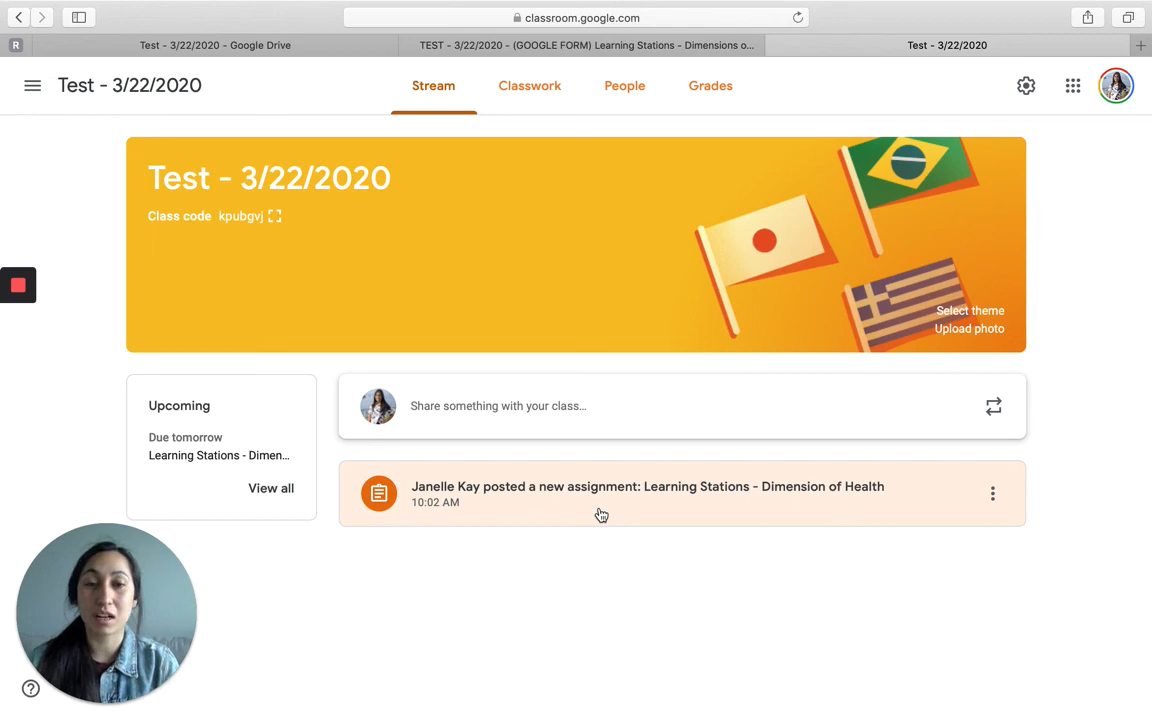 classroom.google.com
R
Test - 3/22/2020 - Google Drive
TEST - 3/22/2020 - (GOOGLE FORM) Learning Stations - Dimensions o...
Test - 3/22/2020
Test - 3/22/2020
Stream
Classwork
People
Grades
Test - 3/22/2020
Class code kpubgvj
Select theme
Upload photo
Upcoming
Due tomorrow
Learning Stations - Dimen...
View all
Share something with your class...
Janelle Kay posted a new assignment: Learning Stations - Dimension of Health
10:02 AM
?